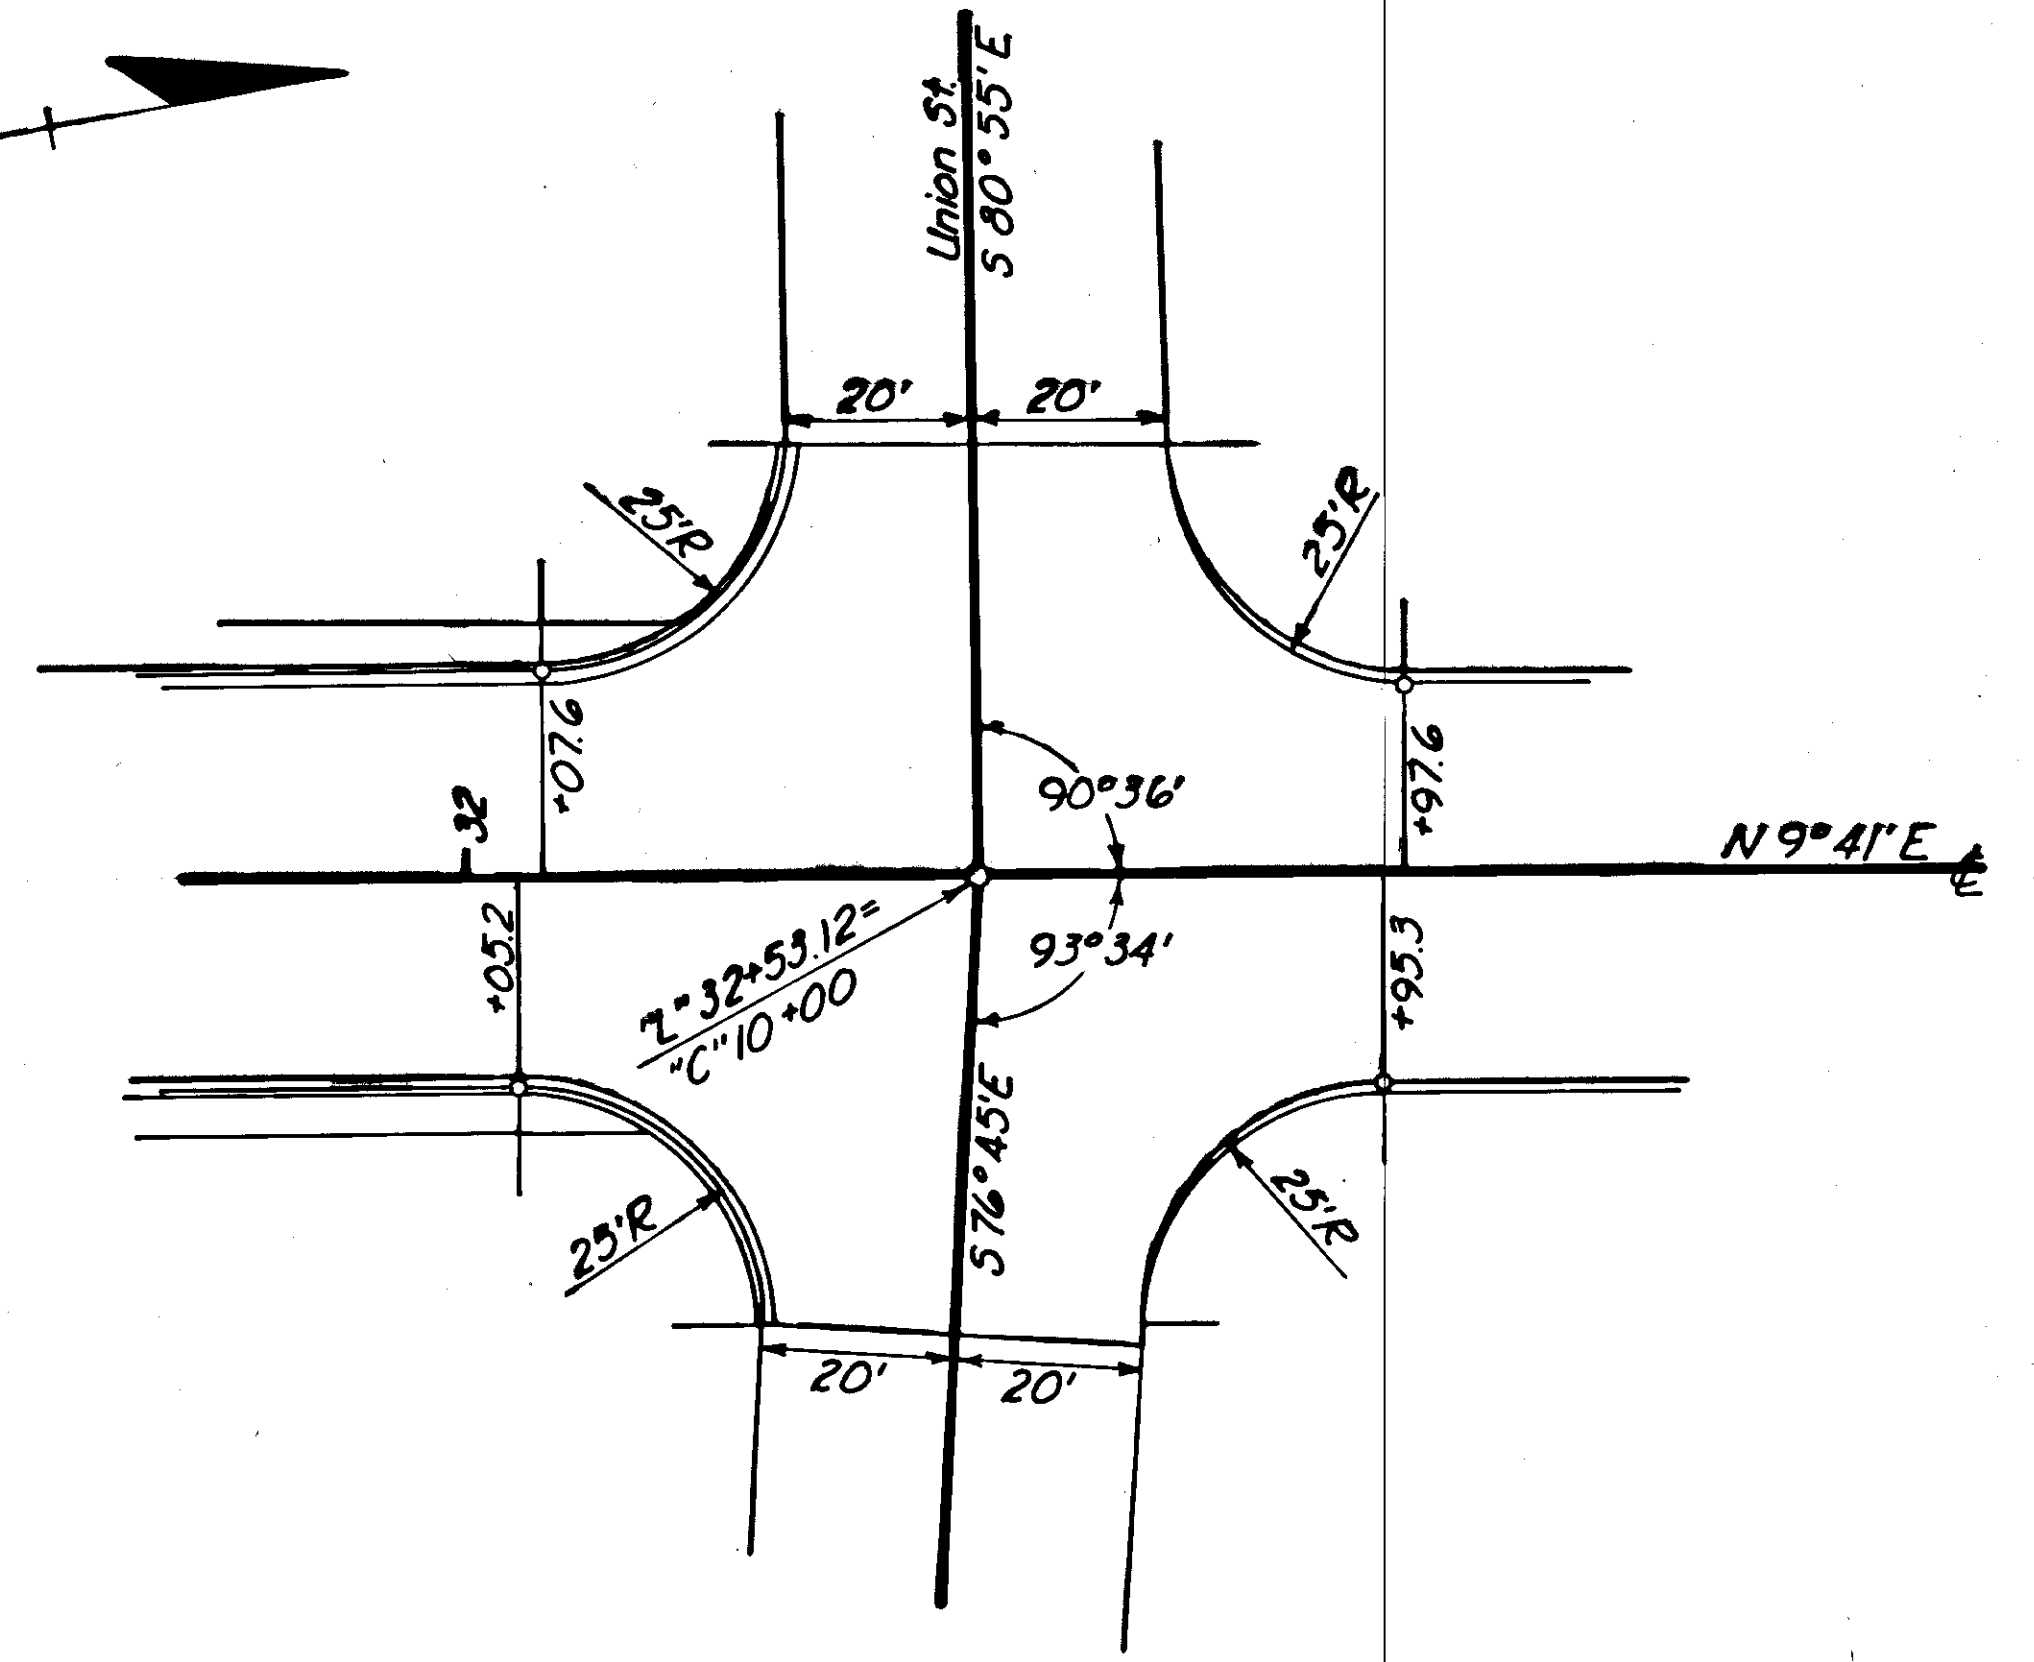 Union St.
S 80° 55' E
20'
20'
25'R
25'R
+07.6
+97.6
90°36'
32
N 9° 41' E
℄
+05.2
+95.3
93°34'
"L" 32+53.12=
"C" 10+00
S 76° 45' E
25'R
25'R
20'
20'